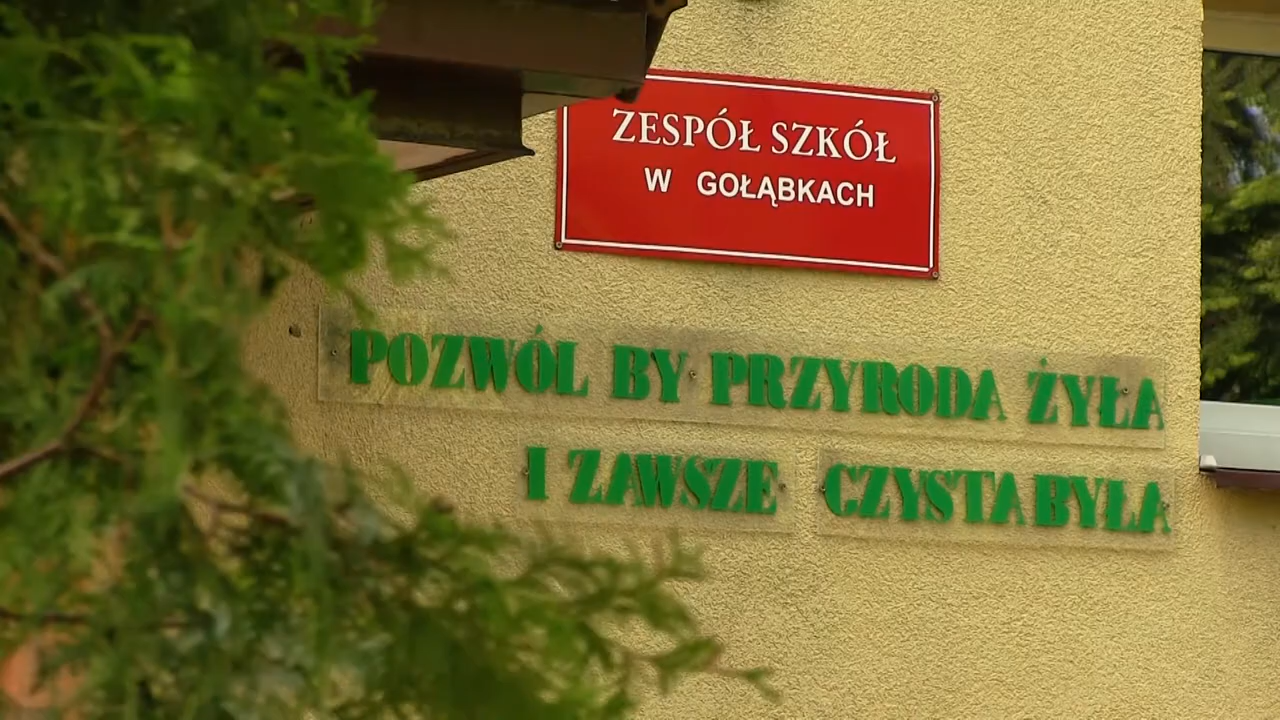 ZESPÓŁ SZKÓŁ
W GOŁĄBKACH
POZWÓL BY PRZYRODA ŻYŁA
I ZAWSZE CZYSTA BYŁA